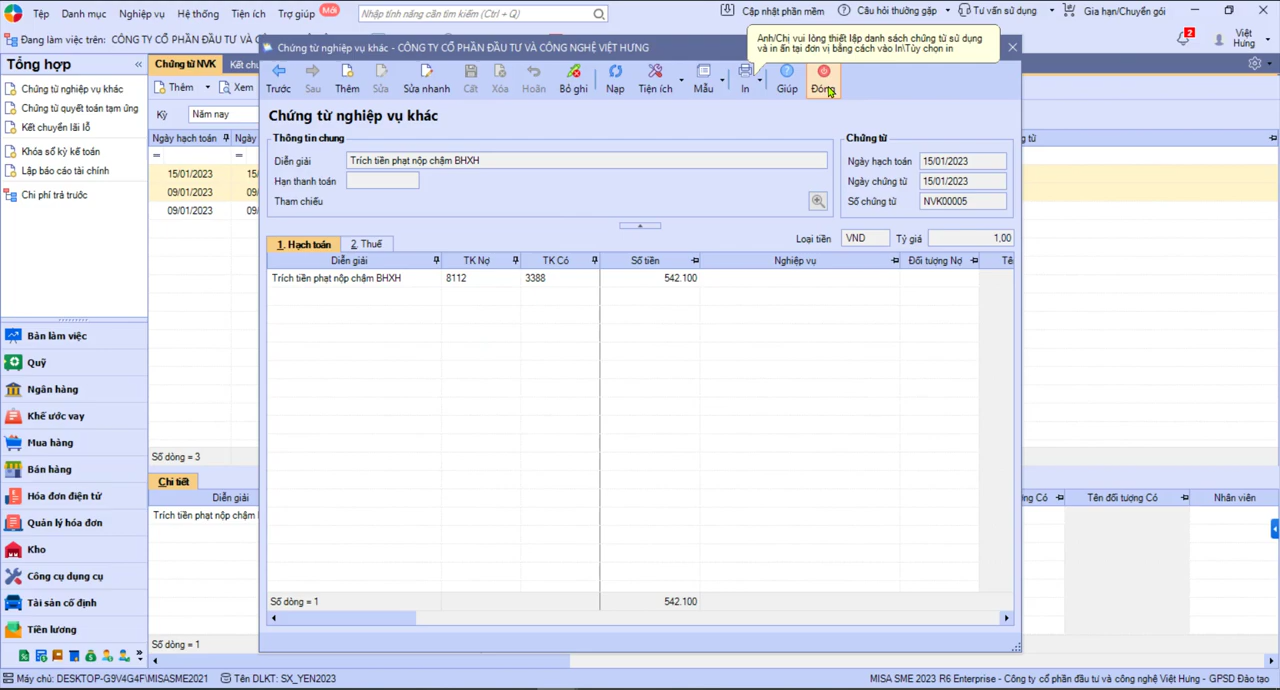 Tệp Danh mục Nghiệp vụ Hệ thống Tiện ích Trợ giúp Mới Nhập tính năng cần tìm kiếm (Ctrl + Q) Cập nhật phần mềm Câu hỏi thường gặp Tư vấn sử dụng Gia hạn/Chuyển gói
Đang làm việc trên: CÔNG TY CỔ PHẦN ĐẦU TƯ VÀ
2
Việt Hưng
Anh/Chị vui lòng thiết lập danh sách chứng từ sử dụng
và in ấn tại đơn vị bằng cách vào In\Tùy chọn in
Chứng từ nghiệp vụ khác - CÔNG TY CỔ PHẦN ĐẦU TƯ VÀ CÔNG NGHỆ VIỆT HƯNG
Trước Sau Thêm Sửa Sửa nhanh Cất Xóa Hoãn Bỏ ghi Nạp Tiện ích Mẫu In Giúp Đóng
Tổng hợp
Chứng từ nghiệp vụ khác
Chứng từ quyết toán tạm ứng
Kết chuyển lãi lỗ
Khóa sổ kỳ kế toán
Lập báo cáo tài chính
Chi phí trả trước
Bàn làm việc
Quỹ
Ngân hàng
Khế ước vay
Mua hàng
Bán hàng
Hóa đơn điện tử
Quản lý hóa đơn
Kho
Công cụ dụng cụ
Tài sản cố định
Tiền lương
Chứng từ NVK
Thêm Xem
Kỳ Năm nay
Ngày hạch toán Ngày
= =
15/01/2023 15/
09/01/2023 09/
09/01/2023 09/
Số dòng = 3
Chi tiết
Diễn giải
Trích tiền phạt nộp chậm
Số dòng = 1
Chứng từ nghiệp vụ khác
Thông tin chung
Diễn giải Trích tiền phạt nộp chậm BHXH
Hạn thanh toán
Tham chiếu
Chứng từ
Ngày hạch toán 15/01/2023
Ngày chứng từ 15/01/2023
Số chứng từ NVK00005
1. Hạch toán 2. Thuế
Loại tiền VND Tỷ giá 1,00
Diễn giải TK Nợ TK Có Số tiền Nghiệp vụ Đối tượng Nợ
Trích tiền phạt nộp chậm BHXH 8112 3388 542.100
Số dòng = 1 542.100
Tên đối tượng Có Nhân viên
Máy chủ: DESKTOP-G9V4G4F\MISASME2021 Tên DLKT: SX_YEN2023 MISA SME 2023 R6 Enterprise - Công ty cổ phần đầu tư và công nghệ Việt Hưng - GPSD Đào tạo